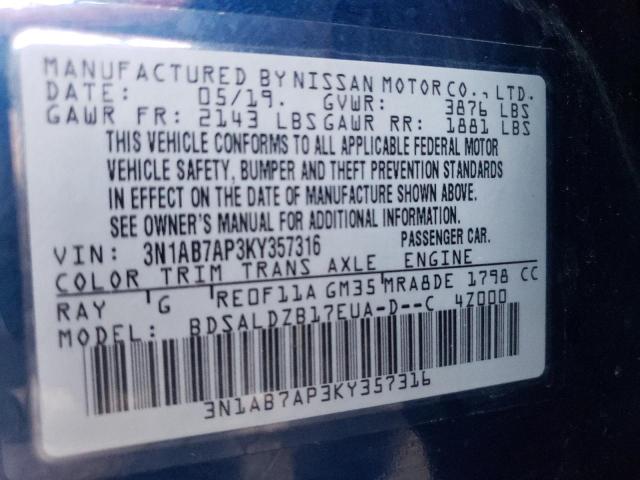 MANUFACTURED BY NISSAN MOTOR CO., LTD.
DATE: 05/19. GVWR: 3876 LBS
GAWR FR: 2143 LBS GAWR RR: 1881 LBS
THIS VEHICLE CONFORMS TO ALL APPLICABLE FEDERAL MOTOR
VEHICLE SAFETY, BUMPER AND THEFT PREVENTION STANDARDS
IN EFFECT ON THE DATE OF MANUFACTURE SHOWN ABOVE.
SEE OWNER'S MANUAL FOR ADDITIONAL INFORMATION.
VIN: 3N1AB7AP3KY357316 PASSENGER CAR.
COLOR TRIM TRANS AXLE ENGINE
RAY G RE0F11A GM35 MRA8DE 1798 CC
MODEL: BDSALDZB17EUA-D--C 4Z000
3N1AB7AP3KY357316